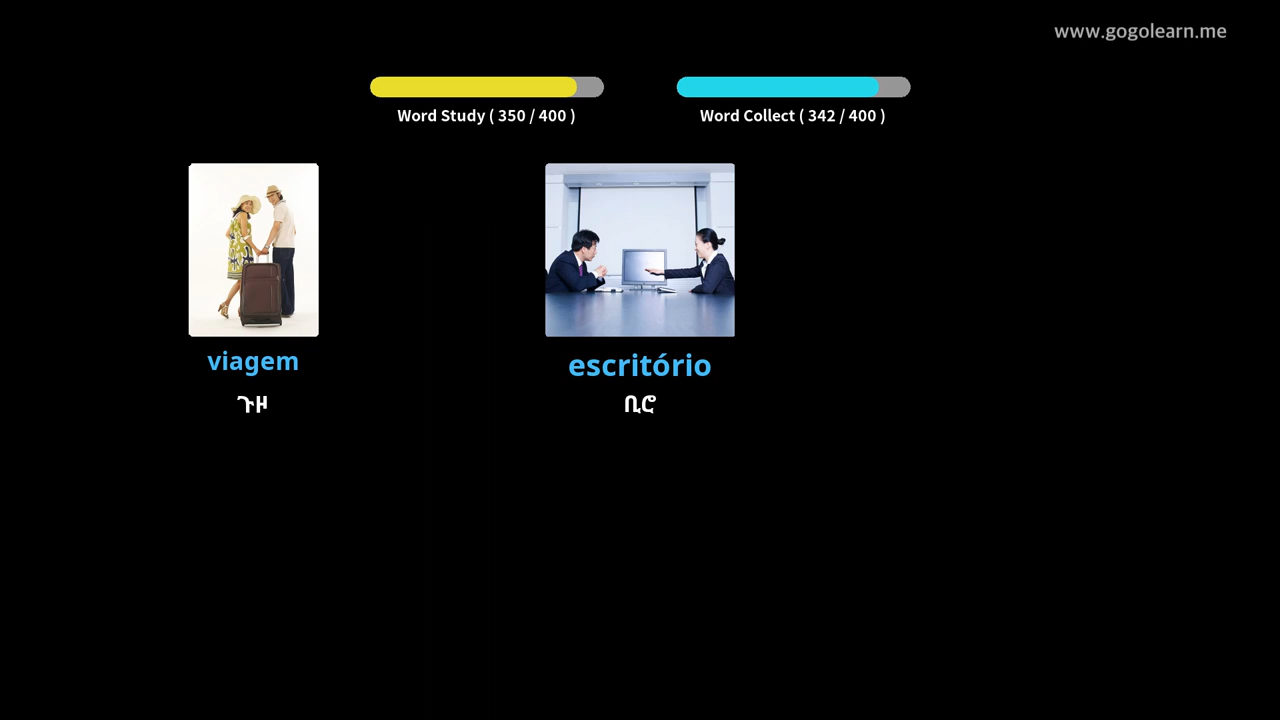 www.gogolearn.me
Word Study ( 350 / 400 )
Word Collect ( 342 / 400 )
viagem
ጉዞ
escritório
ቢሮ